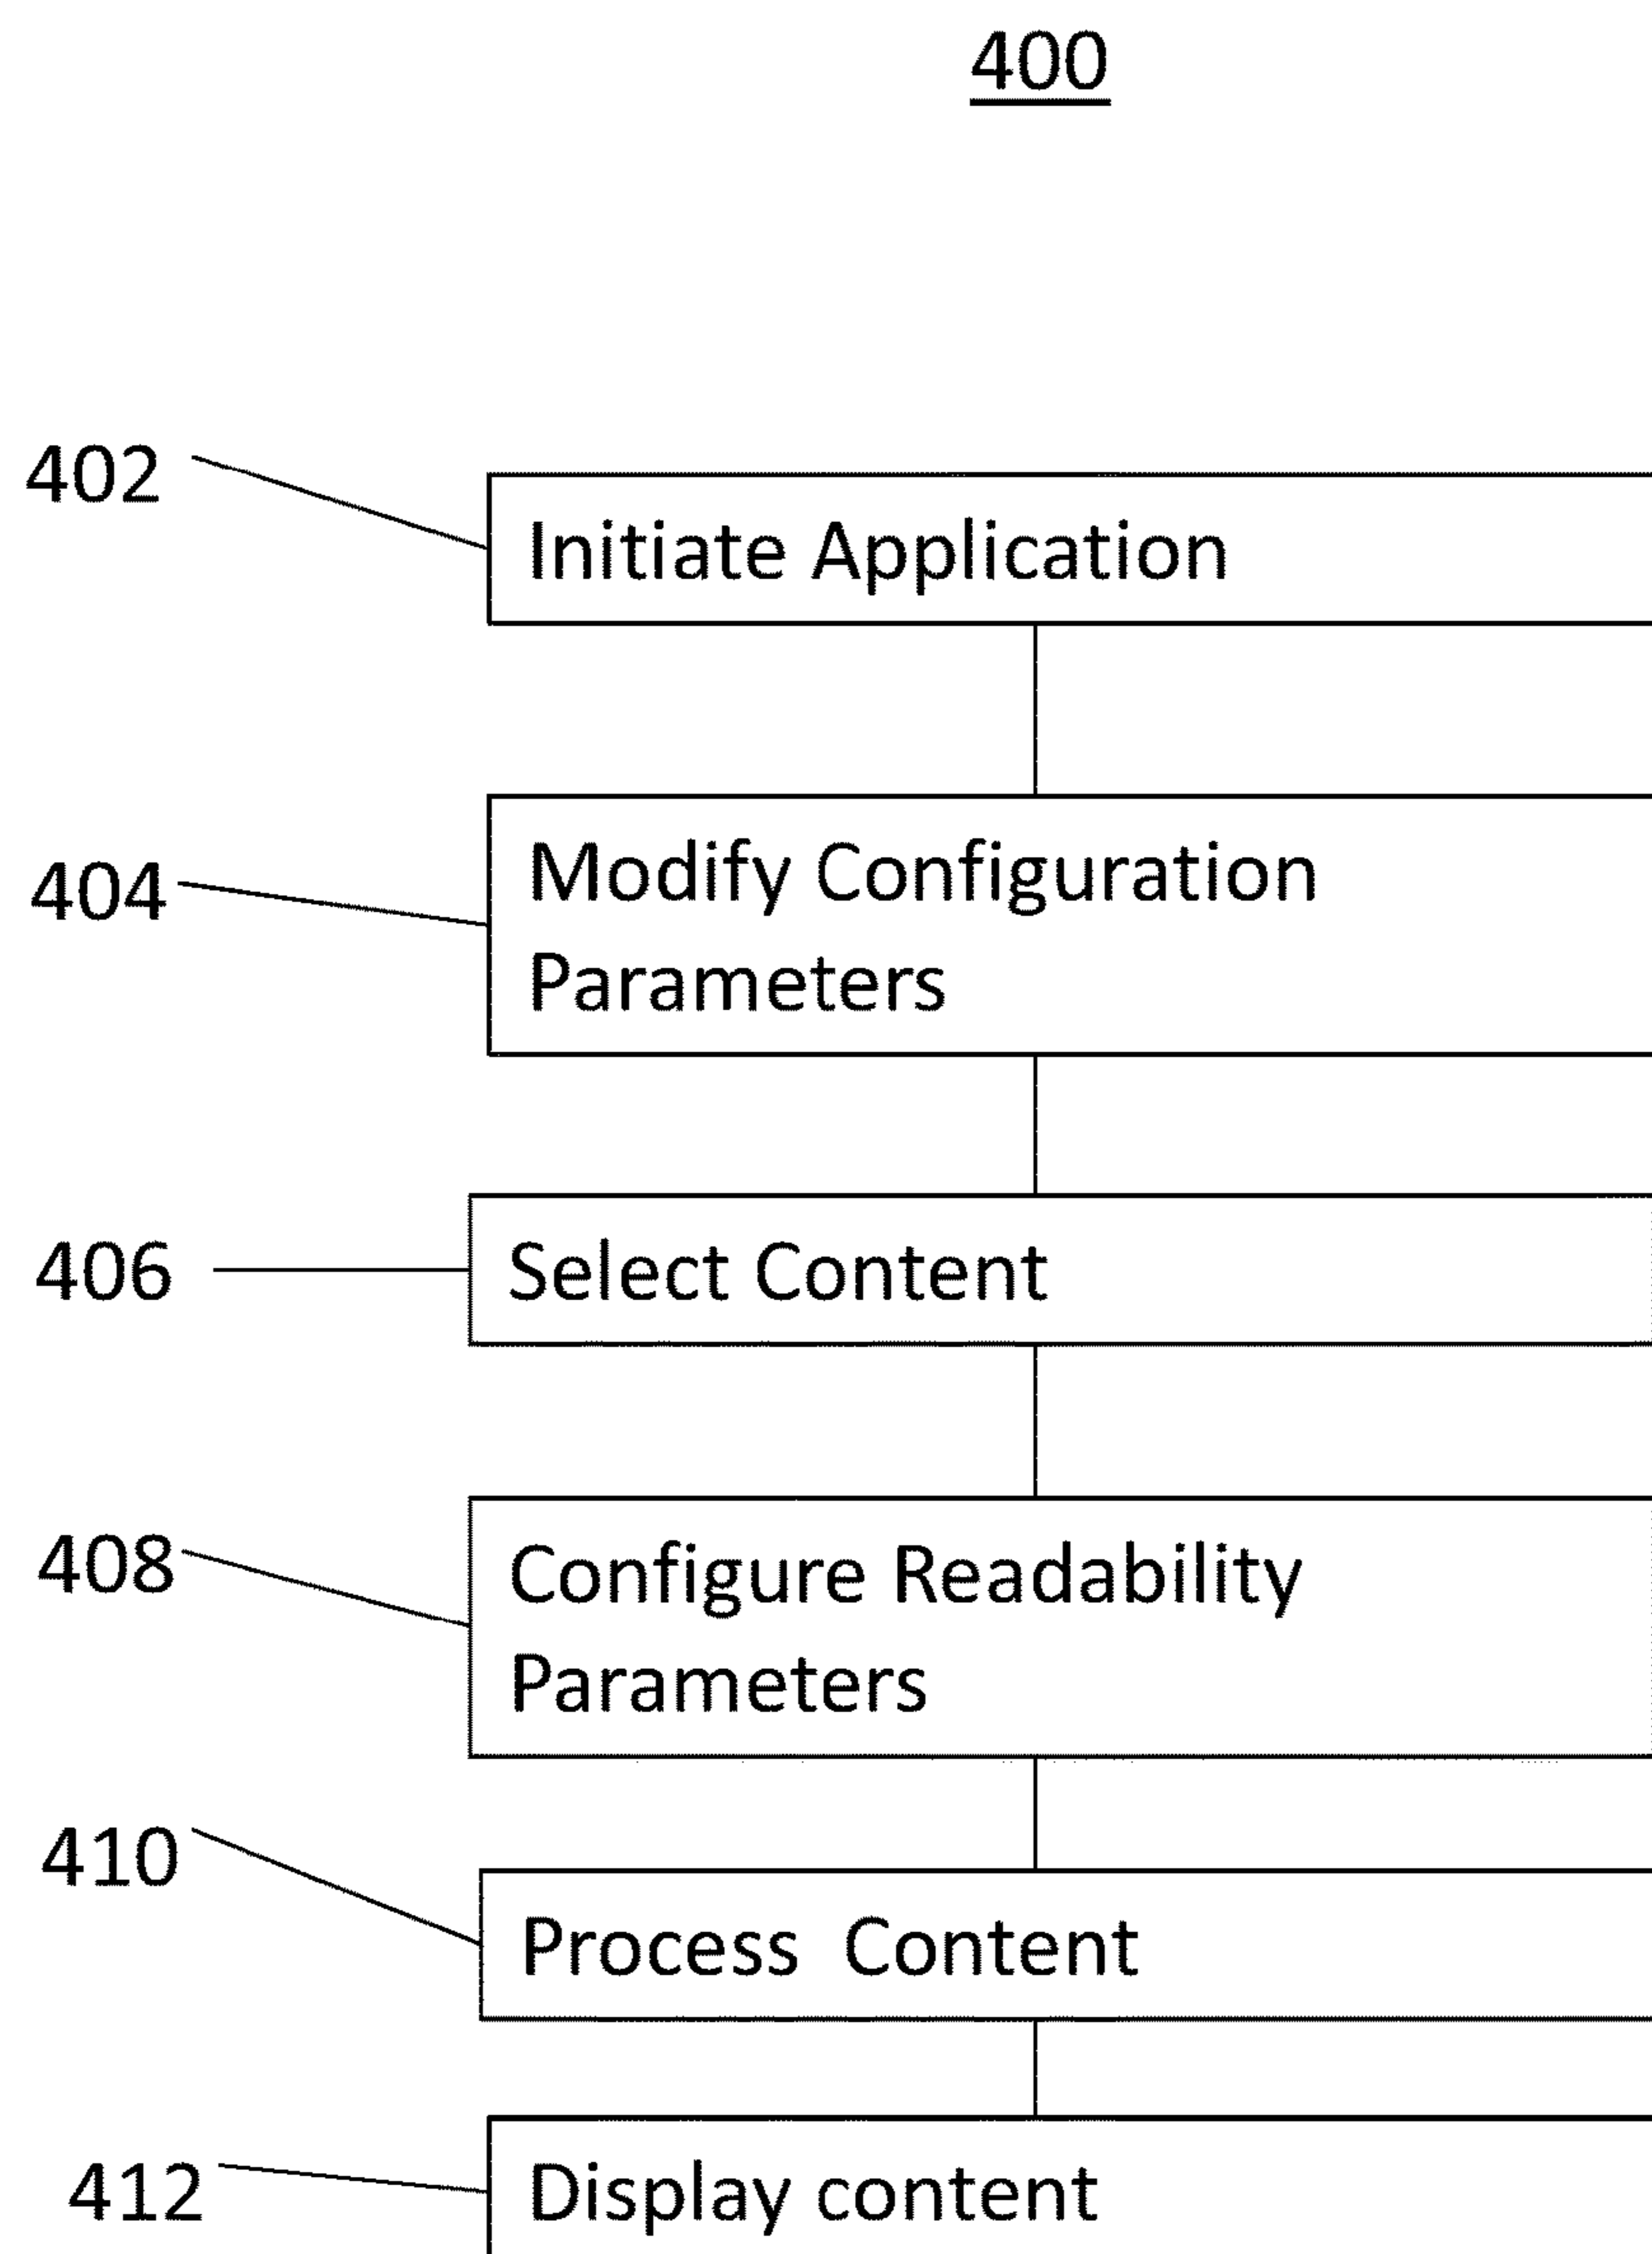 400
402
Initiate Application
404
Modify Configuration
Parameters
406
Select Content
408
Configure Readability
Parameters
410
Process  Content
412
Display content